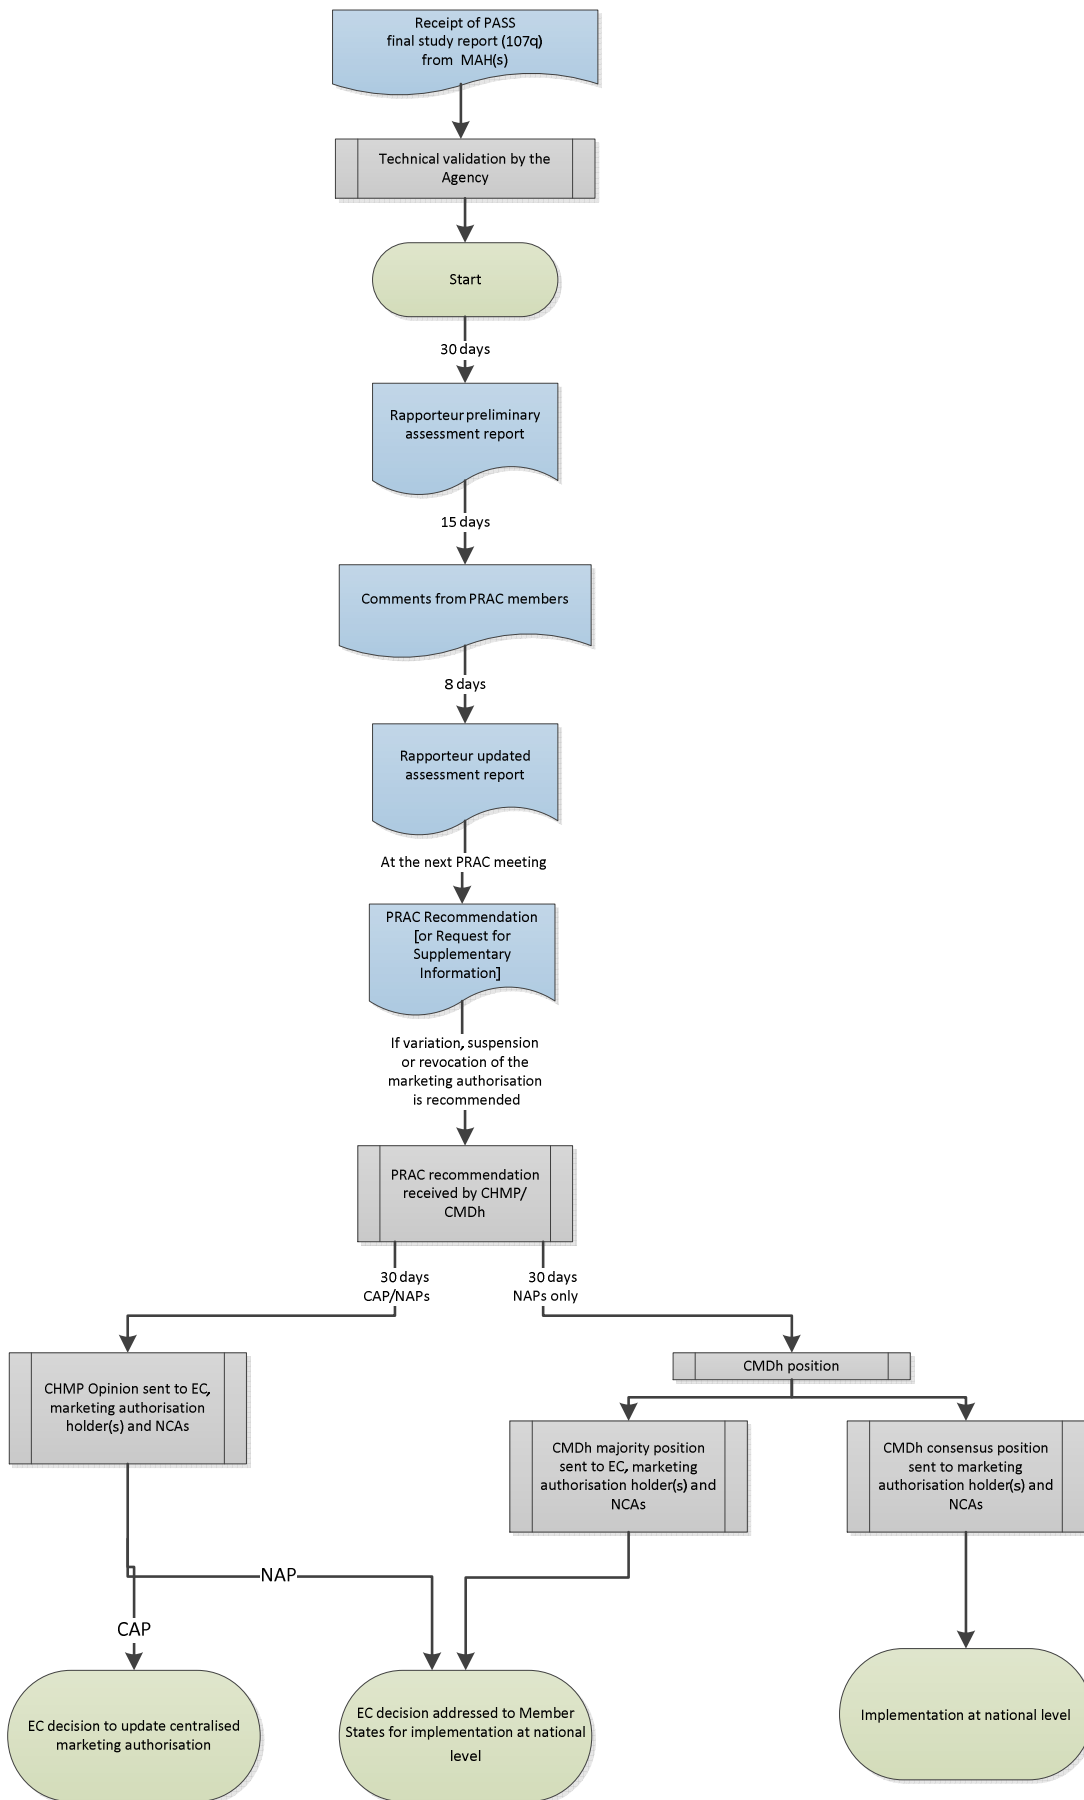 Receipt of PASS
final study report (107q)
from MAH(s)
Technical validation by the
Agency
Start
30 days
Rapporteur preliminary
assessment report
15 days
Comments from PRAC members
8 days
Rapporteur updated
assessment report
At the next PRAC meeting
PRAC Recommendation
[or Request for
Supplementary
Information]
If variation, suspension
or revocation of the
marketing authorisation
is recommended
PRAC recommendation
received by CHMP/
CMDh
30 days
CAP/NAPs
30 days
NAPs only
CHMP Opinion sent to EC,
marketing authorisation
holder(s) and NCAs
CMDh position
CMDh majority position
sent to EC, marketing
authorisation holder(s) and
NCAs
CMDh consensus position
sent to marketing
authorisation holder(s) and
NCAs
NAP
CAP
EC decision to update centralised
marketing authorisation
EC decision addressed to Member
States for implementation at national
level
Implementation at national level